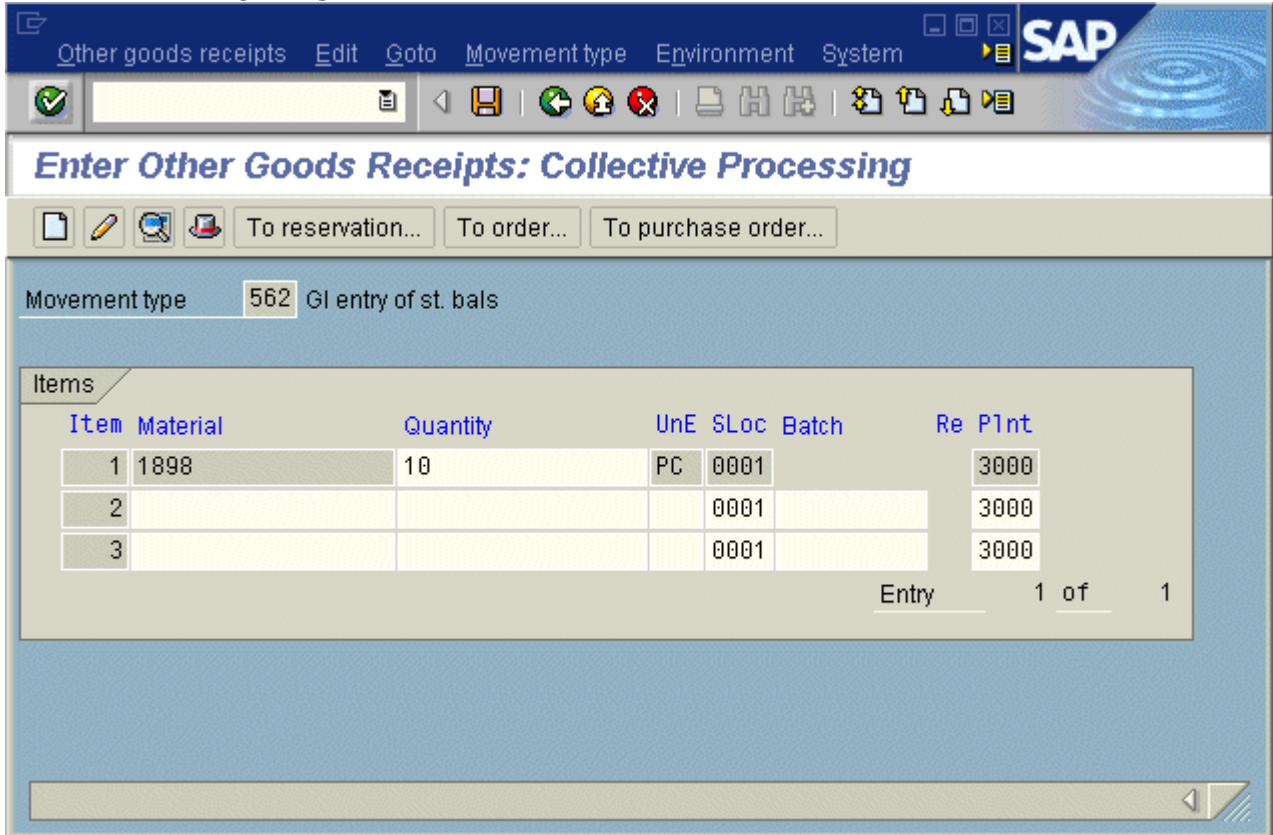 Other goods receipts Edit Goto Movement type Environment System
SAP
Enter Other Goods Receipts: Collective Processing
To reservation... To order... To purchase order...
Movement type 562 GI entry of st. bals
Items
Item Material Quantity UnE SLoc Batch Re Plnt
1 1898 10 PC 0001 3000
2 0001 3000
3 0001 3000
Entry 1 of 1